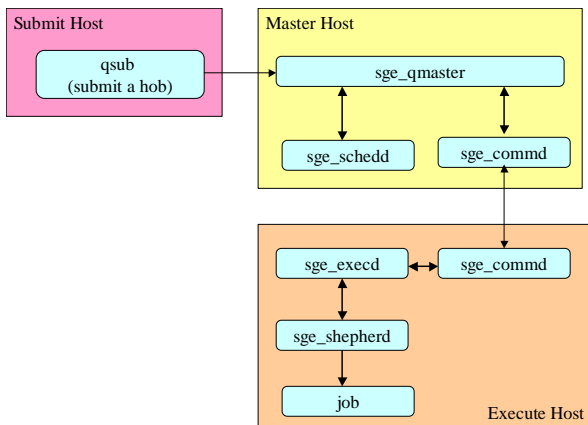 Submit Host
qsub
(submit a hob)
Master Host
sge_qmaster
sge_schedd
sge_commd
sge_execd
sge_commd
sge_shepherd
job
Execute Host